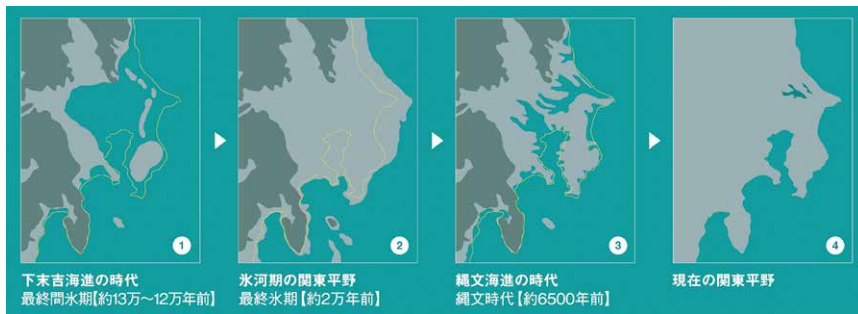 1
下末吉海進の時代
最終間氷期【約13万〜12万年前】
2
氷河期の関東平野
最終氷期【約2万年前】
3
縄文海進の時代
縄文時代【約6500年前】
4
現在の関東平野